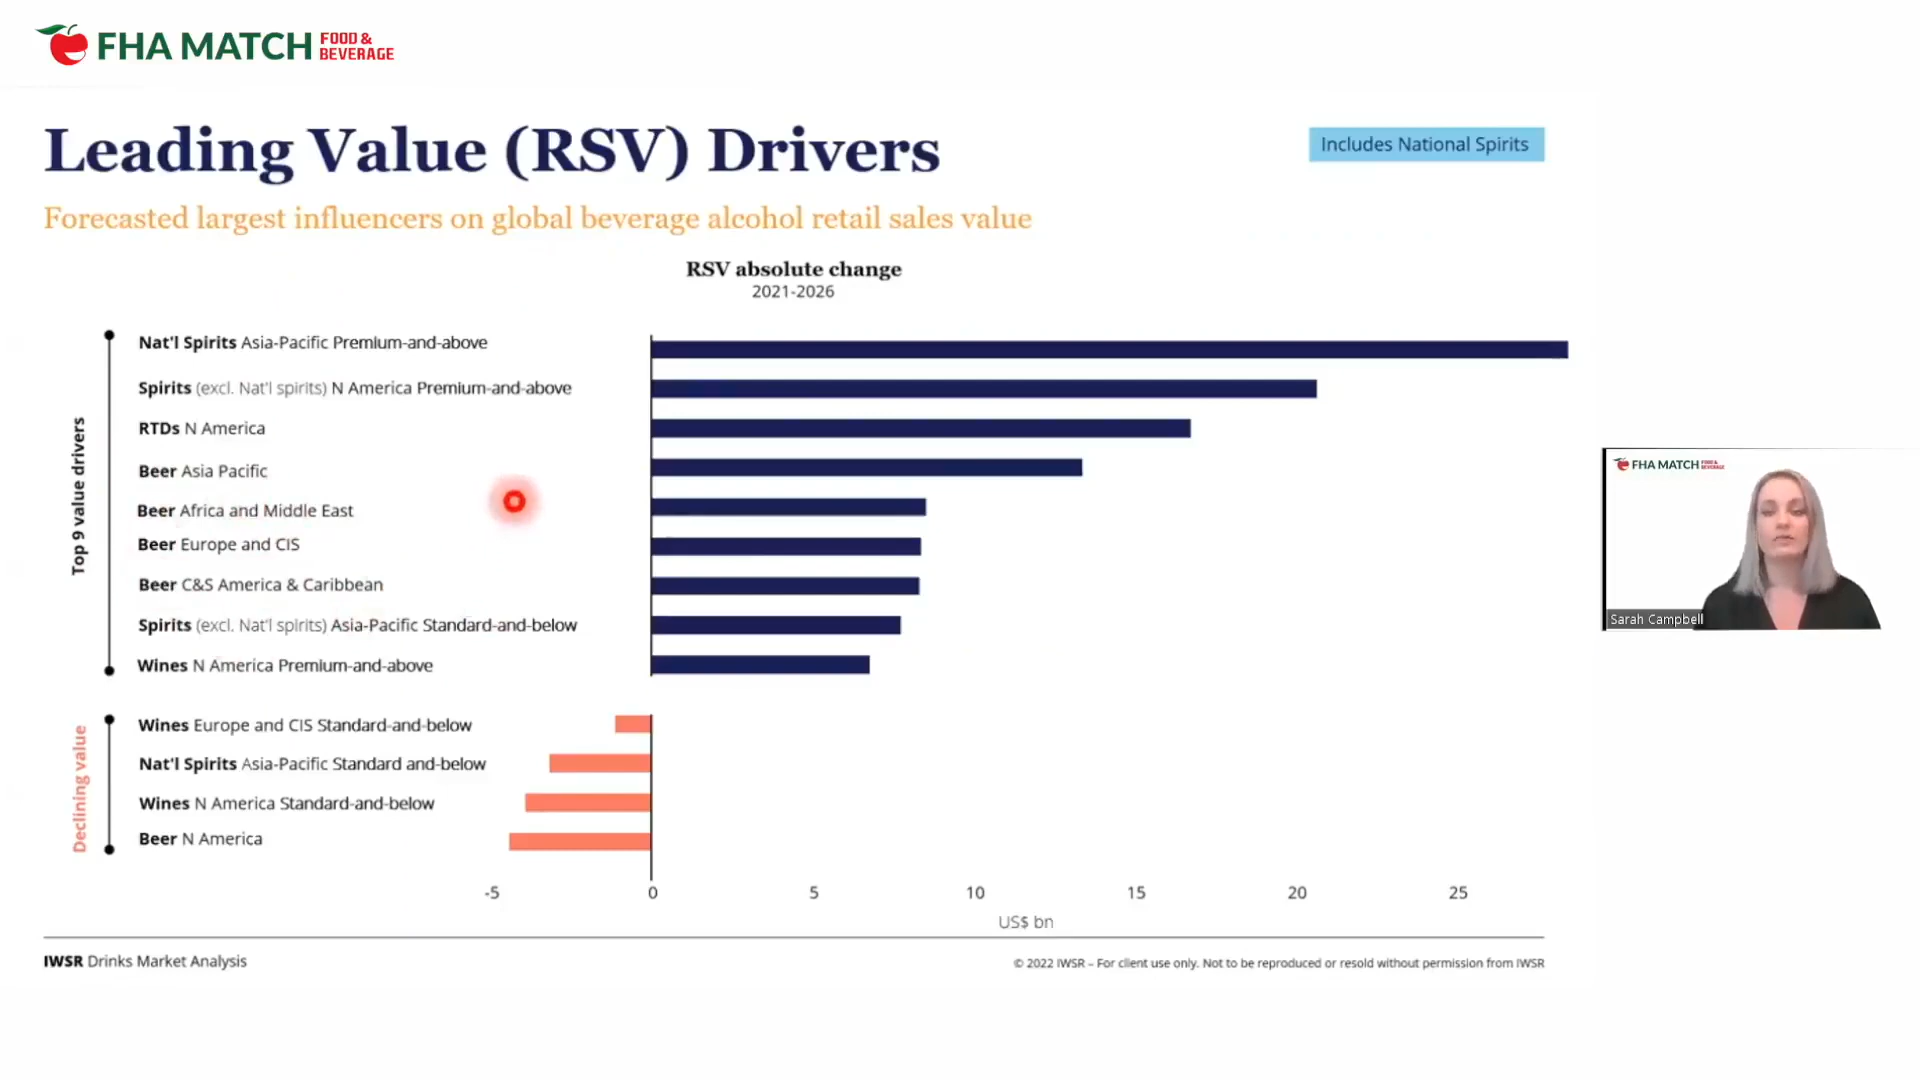 FHA MATCH FOOD & BEVERAGE
Leading Value (RSV) Drivers
Includes National Spirits
Forecasted largest influencers on global beverage alcohol retail sales value
RSV absolute change
2021-2026
Top 9 value drivers
Nat'l Spirits Asia-Pacific Premium-and-above
Spirits (excl. Nat'l spirits) N America Premium-and-above
RTDs N America
Beer Asia Pacific
Beer Africa and Middle East
Beer Europe and CIS
Beer C&S America & Caribbean
Spirits (excl. Nat'l spirits) Asia-Pacific Standard-and-below
Wines N America Premium-and-above
Declining value
Wines Europe and CIS Standard-and-below
Nat'l Spirits Asia-Pacific Standard and-below
Wines N America Standard-and-below
Beer N America
-5 0 5 10 15 20 25
US$ bn
IWSR Drinks Market Analysis
© 2022 IWSR – For client use only. Not to be reproduced or resold without permission from IWSR
FHA MATCH FOOD & BEVERAGE
Sarah Campbell